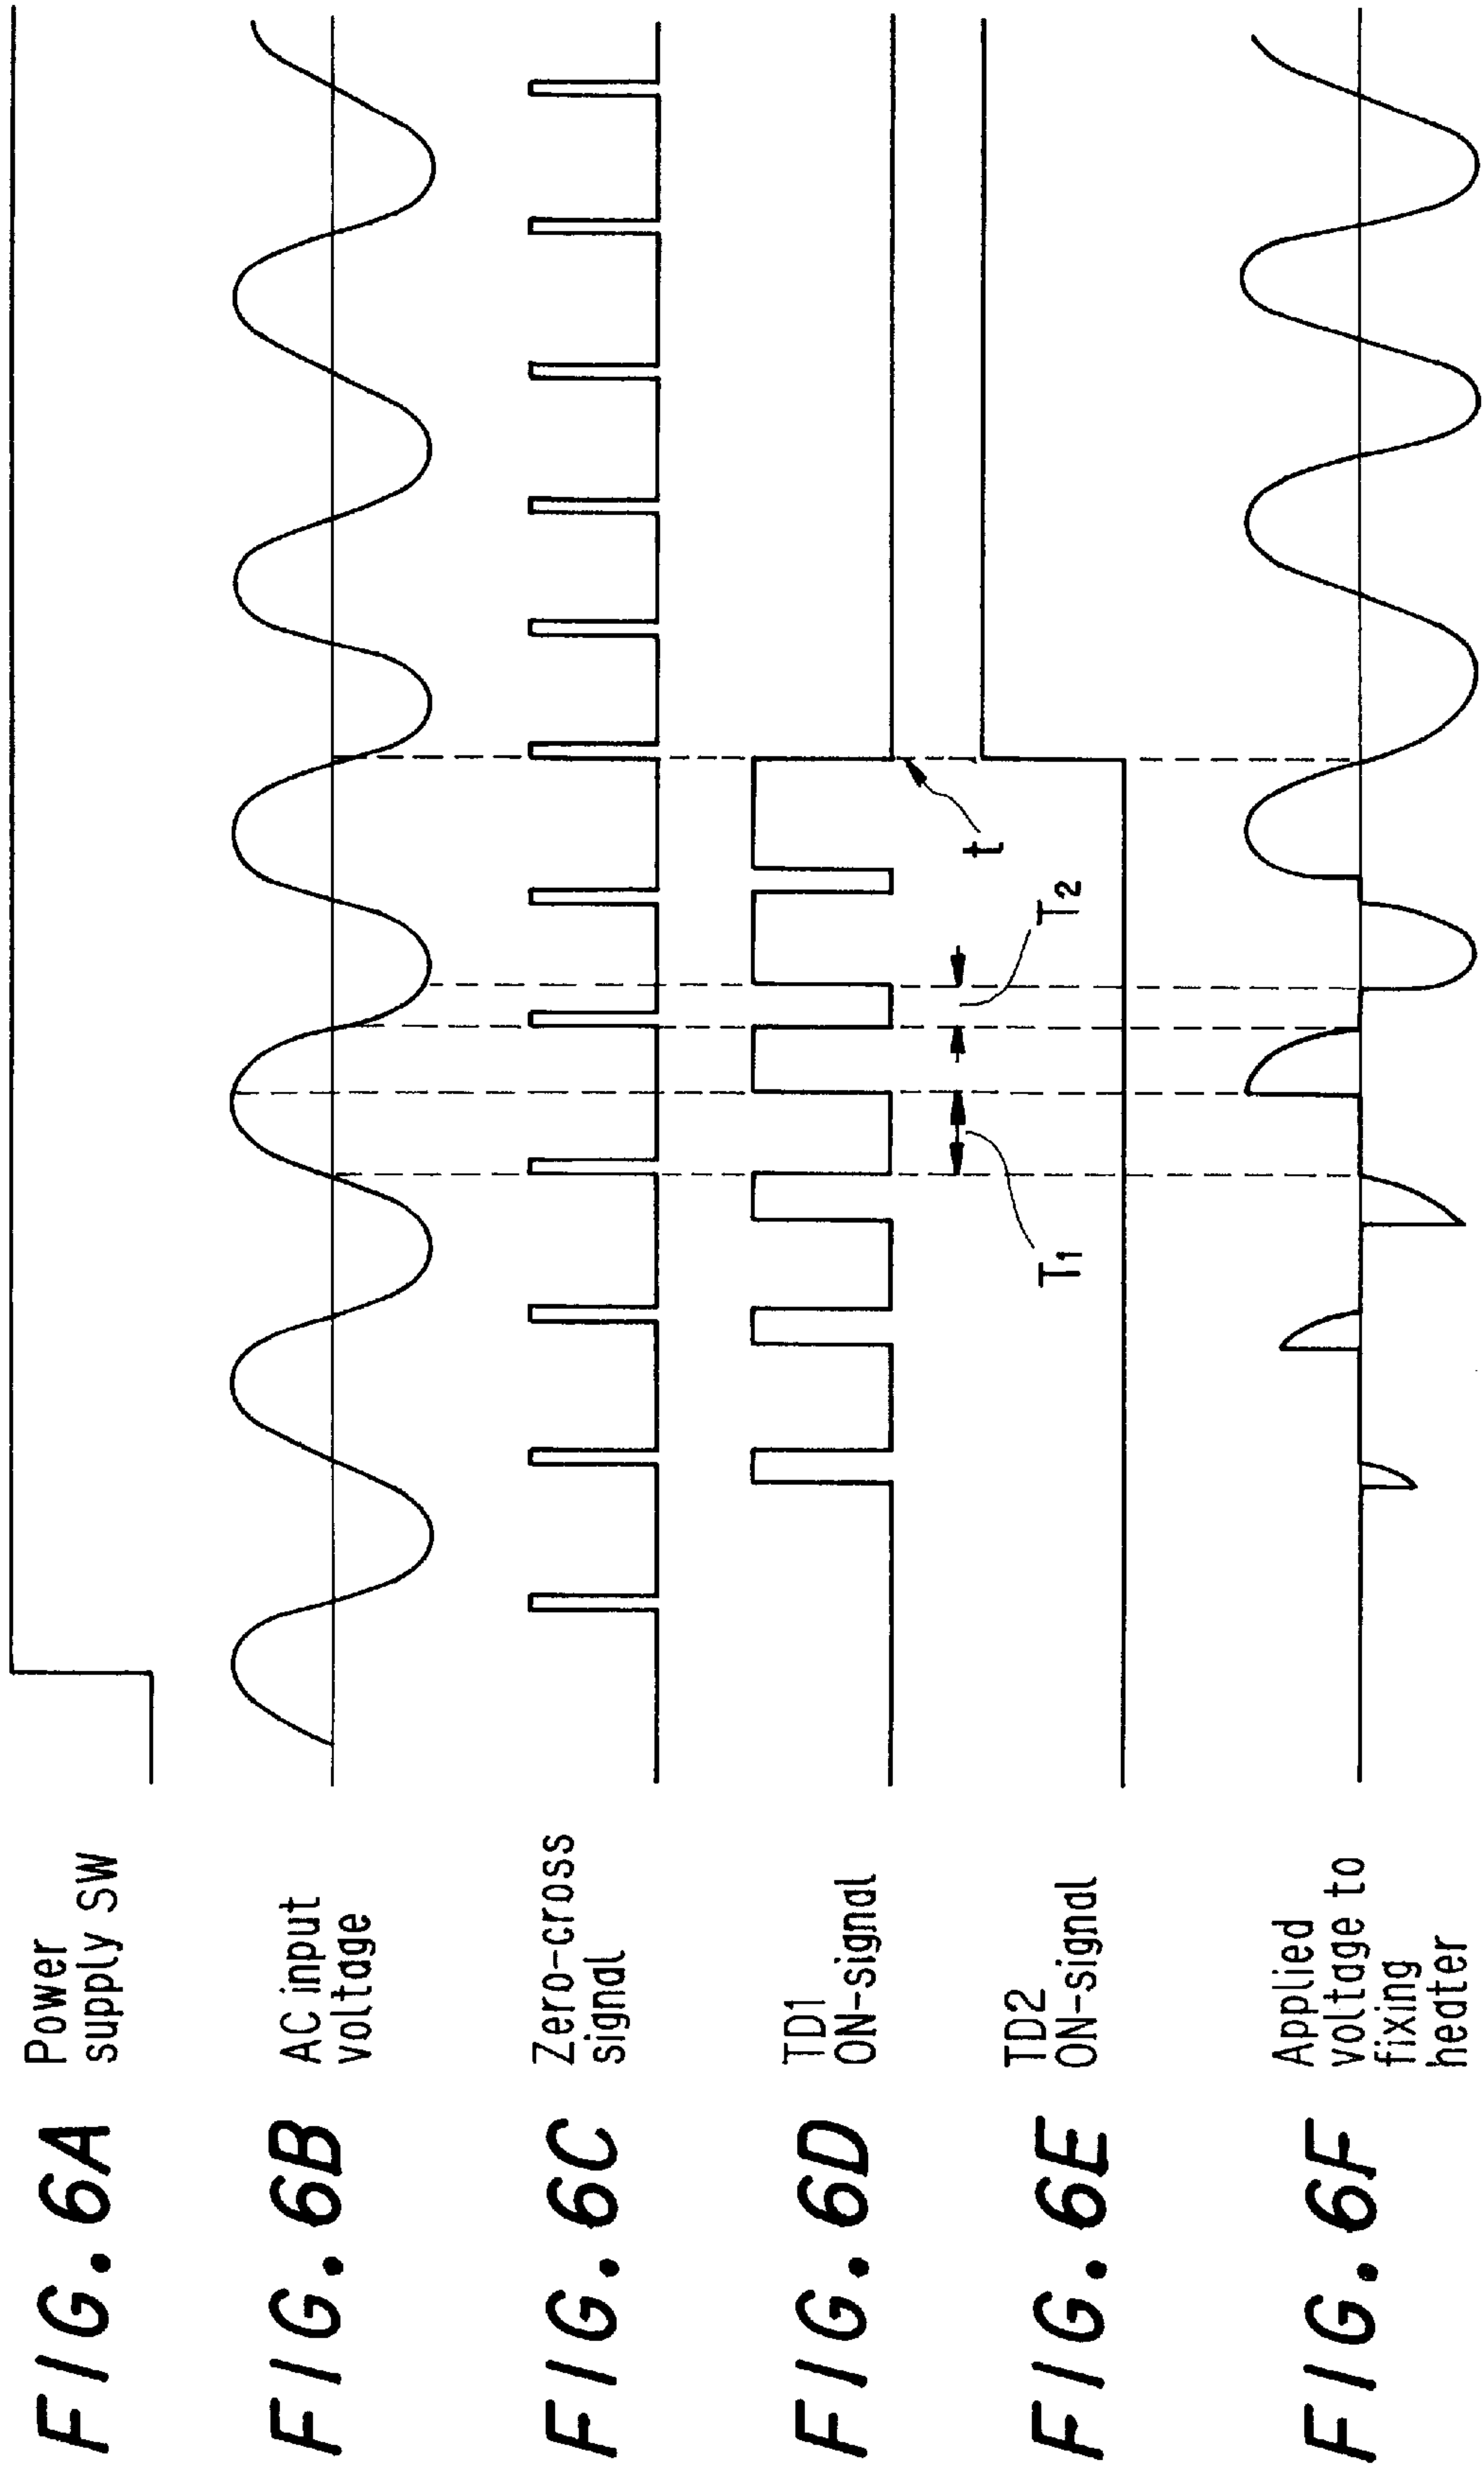 FIG. 6A
Power
supply SW
FIG. 6B
AC input
voltage
FIG. 6C
Zero-cross
signal
FIG. 6D
TD1
ON-signal
t
T1
T2
FIG. 6E
TD2
ON-signal
FIG. 6F
Applied
voltage to
fixing
heater